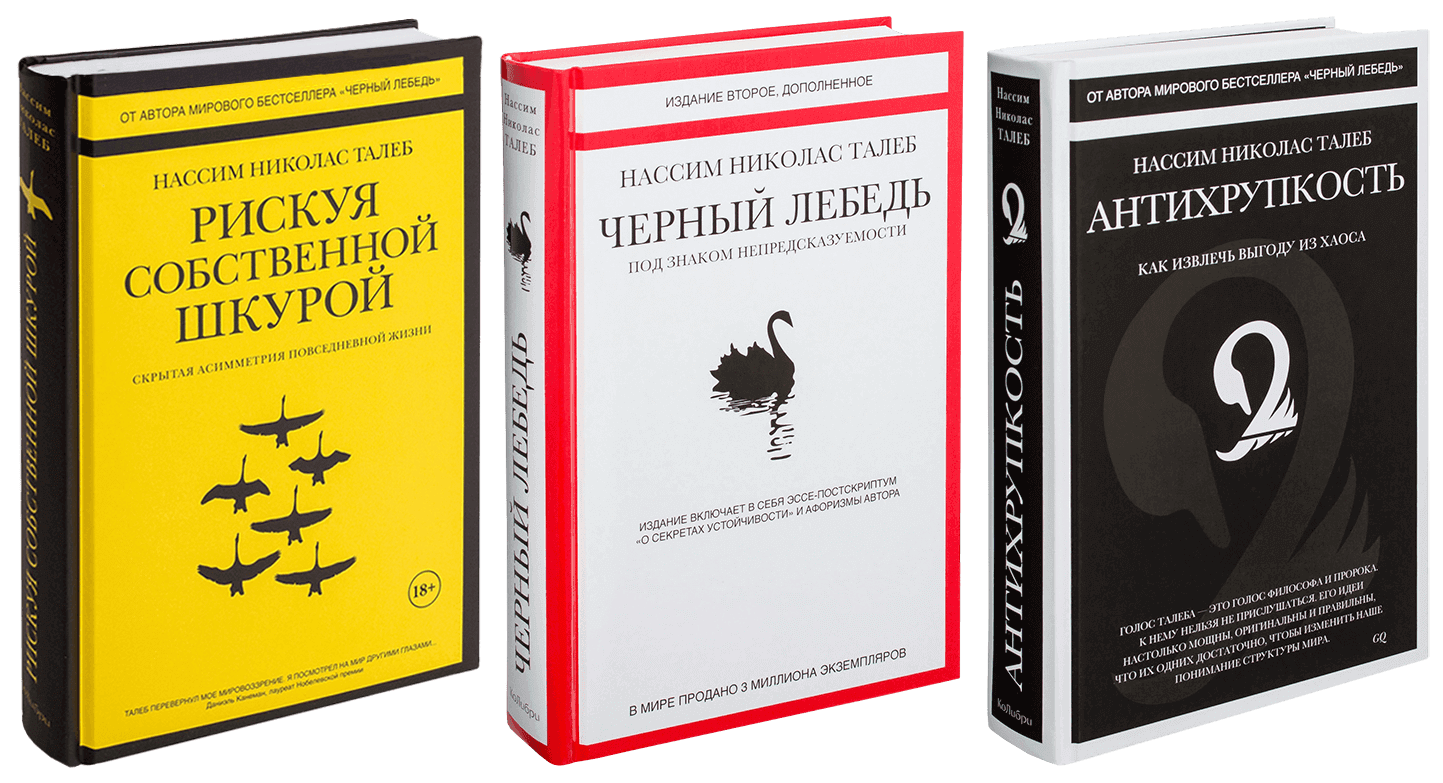 Нассим
Николас
ТАЛЕБ
РИСКУЯ СОБСТВЕННОЙ ШКУРОЙ
КоЛибри
ОТ АВТОРА МИРОВОГО БЕСТСЕЛЛЕРА «ЧЕРНЫЙ ЛЕБЕДЬ»
НАССИМ НИКОЛАС ТАЛЕБ
РИСКУЯ
СОБСТВЕННОЙ
ШКУРОЙ
СКРЫТАЯ АСИММЕТРИЯ ПОВСЕДНЕВНОЙ ЖИЗНИ
18+
ТАЛЕБ ПЕРЕВЕРНУЛ МОЕ МИРОВОЗЗРЕНИЕ. Я ПОСМОТРЕЛ НА МИР ДРУГИМИ ГЛАЗАМИ...
Даниэль Канеман, лауреат Нобелевской премии
Нассим
Николас
ТАЛЕБ
ЧЕРНЫЙ ЛЕБЕДЬ
КоЛибри
ИЗДАНИЕ ВТОРОЕ, ДОПОЛНЕННОЕ
НАССИМ НИКОЛАС ТАЛЕБ
ЧЕРНЫЙ ЛЕБЕДЬ
ПОД ЗНАКОМ НЕПРЕДСКАЗУЕМОСТИ
ИЗДАНИЕ ВКЛЮЧАЕТ В СЕБЯ ЭССЕ-ПОСТСКРИПТУМ
«О СЕКРЕТАХ УСТОЙЧИВОСТИ» И АФОРИЗМЫ АВТОРА
В МИРЕ ПРОДАНО 3 МИЛЛИОНА ЭКЗЕМПЛЯРОВ
Нассим
Николас
ТАЛЕБ
АНТИХРУПКОСТЬ
КоЛибри
ОТ АВТОРА МИРОВОГО БЕСТСЕЛЛЕРА «ЧЕРНЫЙ ЛЕБЕДЬ»
НАССИМ НИКОЛАС ТАЛЕБ
АНТИХРУПКОСТЬ
КАК ИЗВЛЕЧЬ ВЫГОДУ ИЗ ХАОСА
ГОЛОС ТАЛЕБА — ЭТО ГОЛОС ФИЛОСОФА И ПРОРОКА.
К НЕМУ НЕЛЬЗЯ НЕ ПРИСЛУШАТЬСЯ. ЕГО ИДЕИ
НАСТОЛЬКО МОЩНЫ, ОРИГИНАЛЬНЫ И ПРАВИЛЬНЫ,
ЧТО ИХ ОДНИХ ДОСТАТОЧНО, ЧТОБЫ ИЗМЕНИТЬ НАШЕ
ПОНИМАНИЕ СТРУКТУРЫ МИРА.
GQ